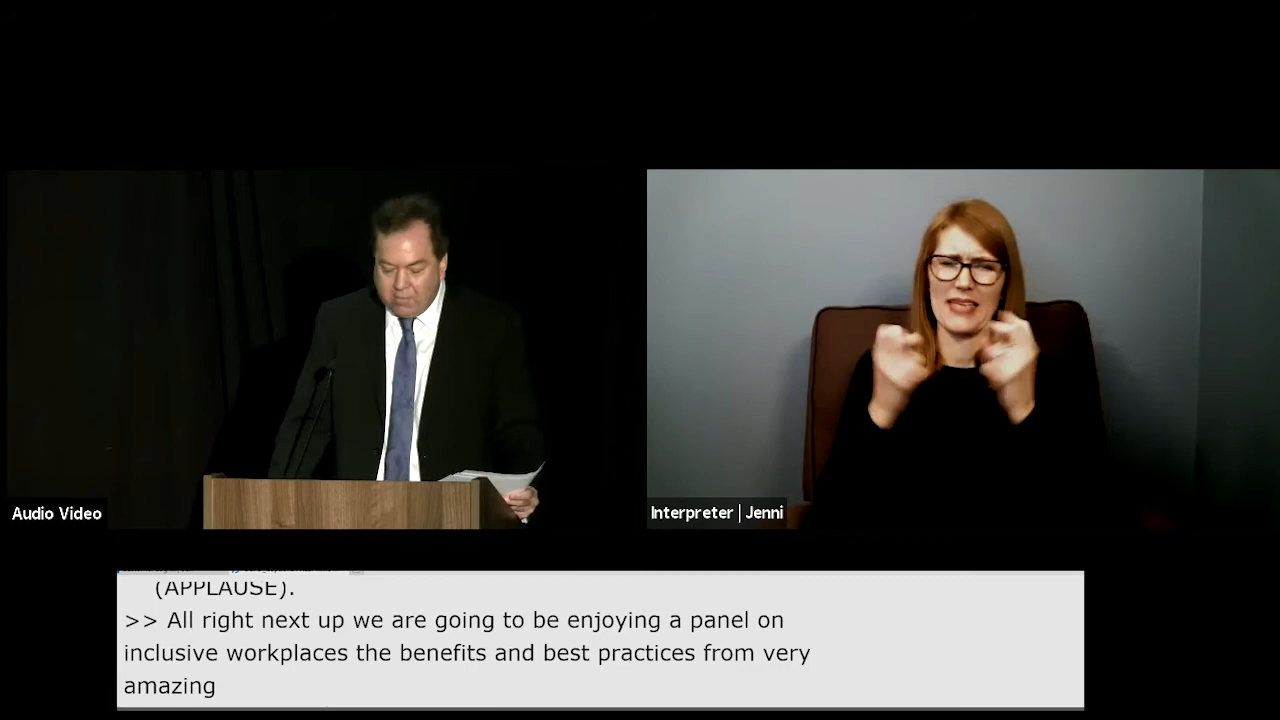 Audio Video
Interpreter | Jenni
(APPLAUSE).
>> All right next up we are going to be enjoying a panel on
inclusive workplaces the benefits and best practices from very
amazing